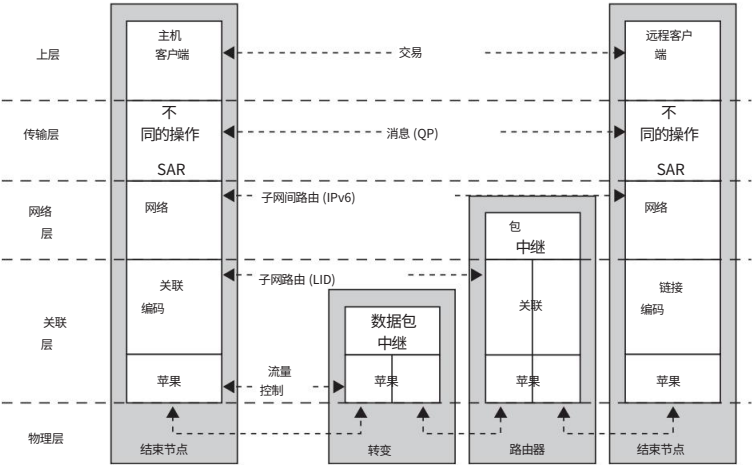 上层
主机
客户端
交易
远程客户
端
传输层
不
同的操作
SAR
消息 (QP)
不
同的操作
SAR
网络
层
网络
子网间路由 (IPv6)
包
中继
网络
关联
层
关联
编码
子网路由 (LID)
数据包
中继
关联
链接
编码
苹果
流量
控制
苹果
苹果
苹果
物理层
结束节点
转变
路由器
结束节点